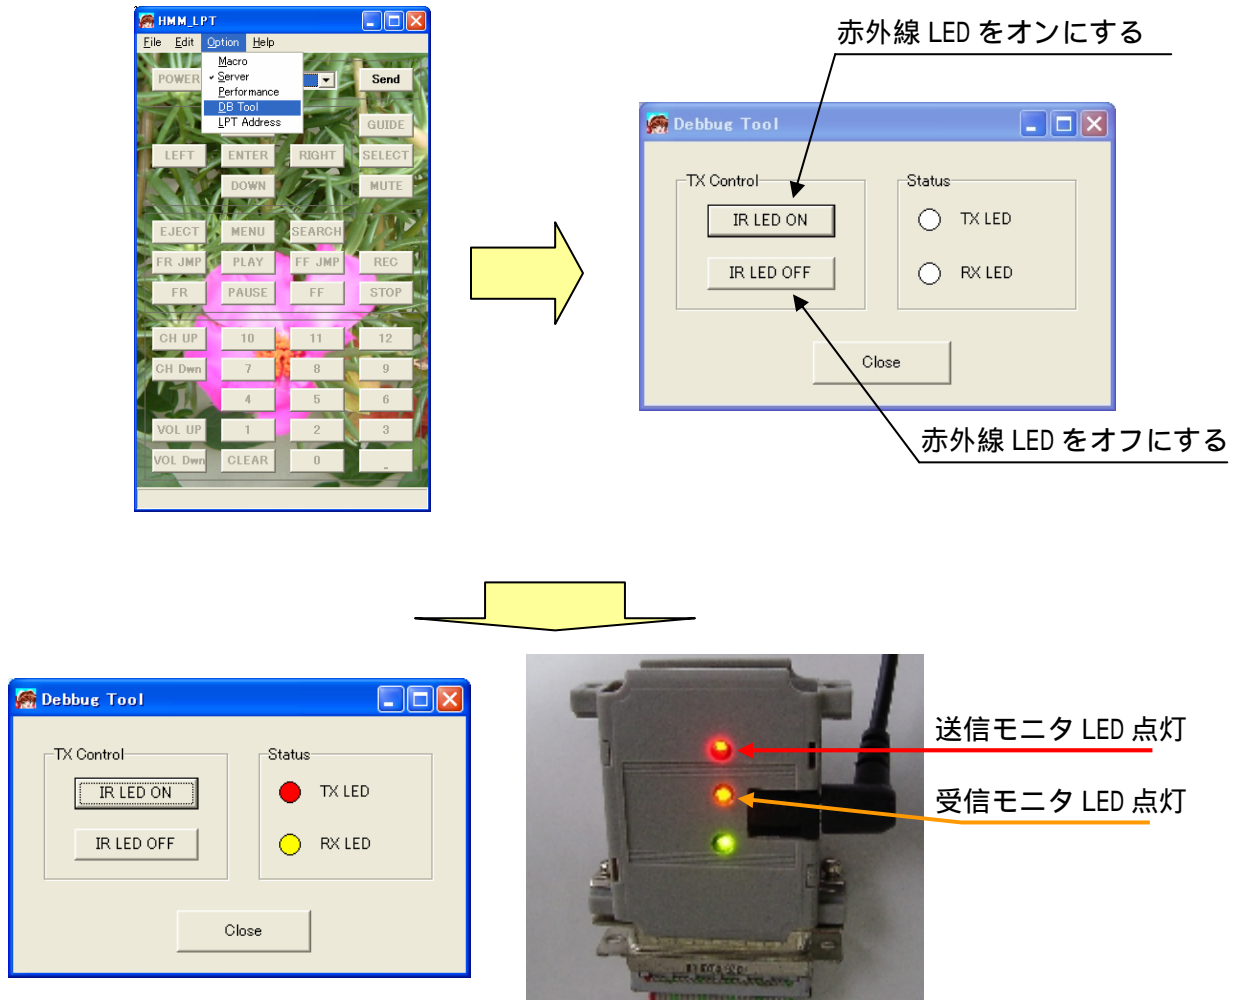 HMM_LPT
File Edit Option Help
Macro
Server
Performance
DB Tool
LPT Address
POWER
Send
GUIDE
LEFT ENTER RIGHT SELECT
DOWN MUTE
EJECT MENU SEARCH
FR JMP PLAY FF JMP REC
FR PAUSE FF STOP
CH UP 10 11 12
CH Dwn 7 8 9
4 5 6
VOL UP 1 2 3
VOL Dwn CLEAR 0 _
赤外線 LED をオンにする
Debbug Tool
TX Control
IR LED ON
IR LED OFF
Status
TX LED
RX LED
Close
赤外線 LED をオフにする
Debbug Tool
TX Control
IR LED ON
IR LED OFF
Status
TX LED
RX LED
Close
送信モニタ LED 点灯
受信モニタ LED 点灯